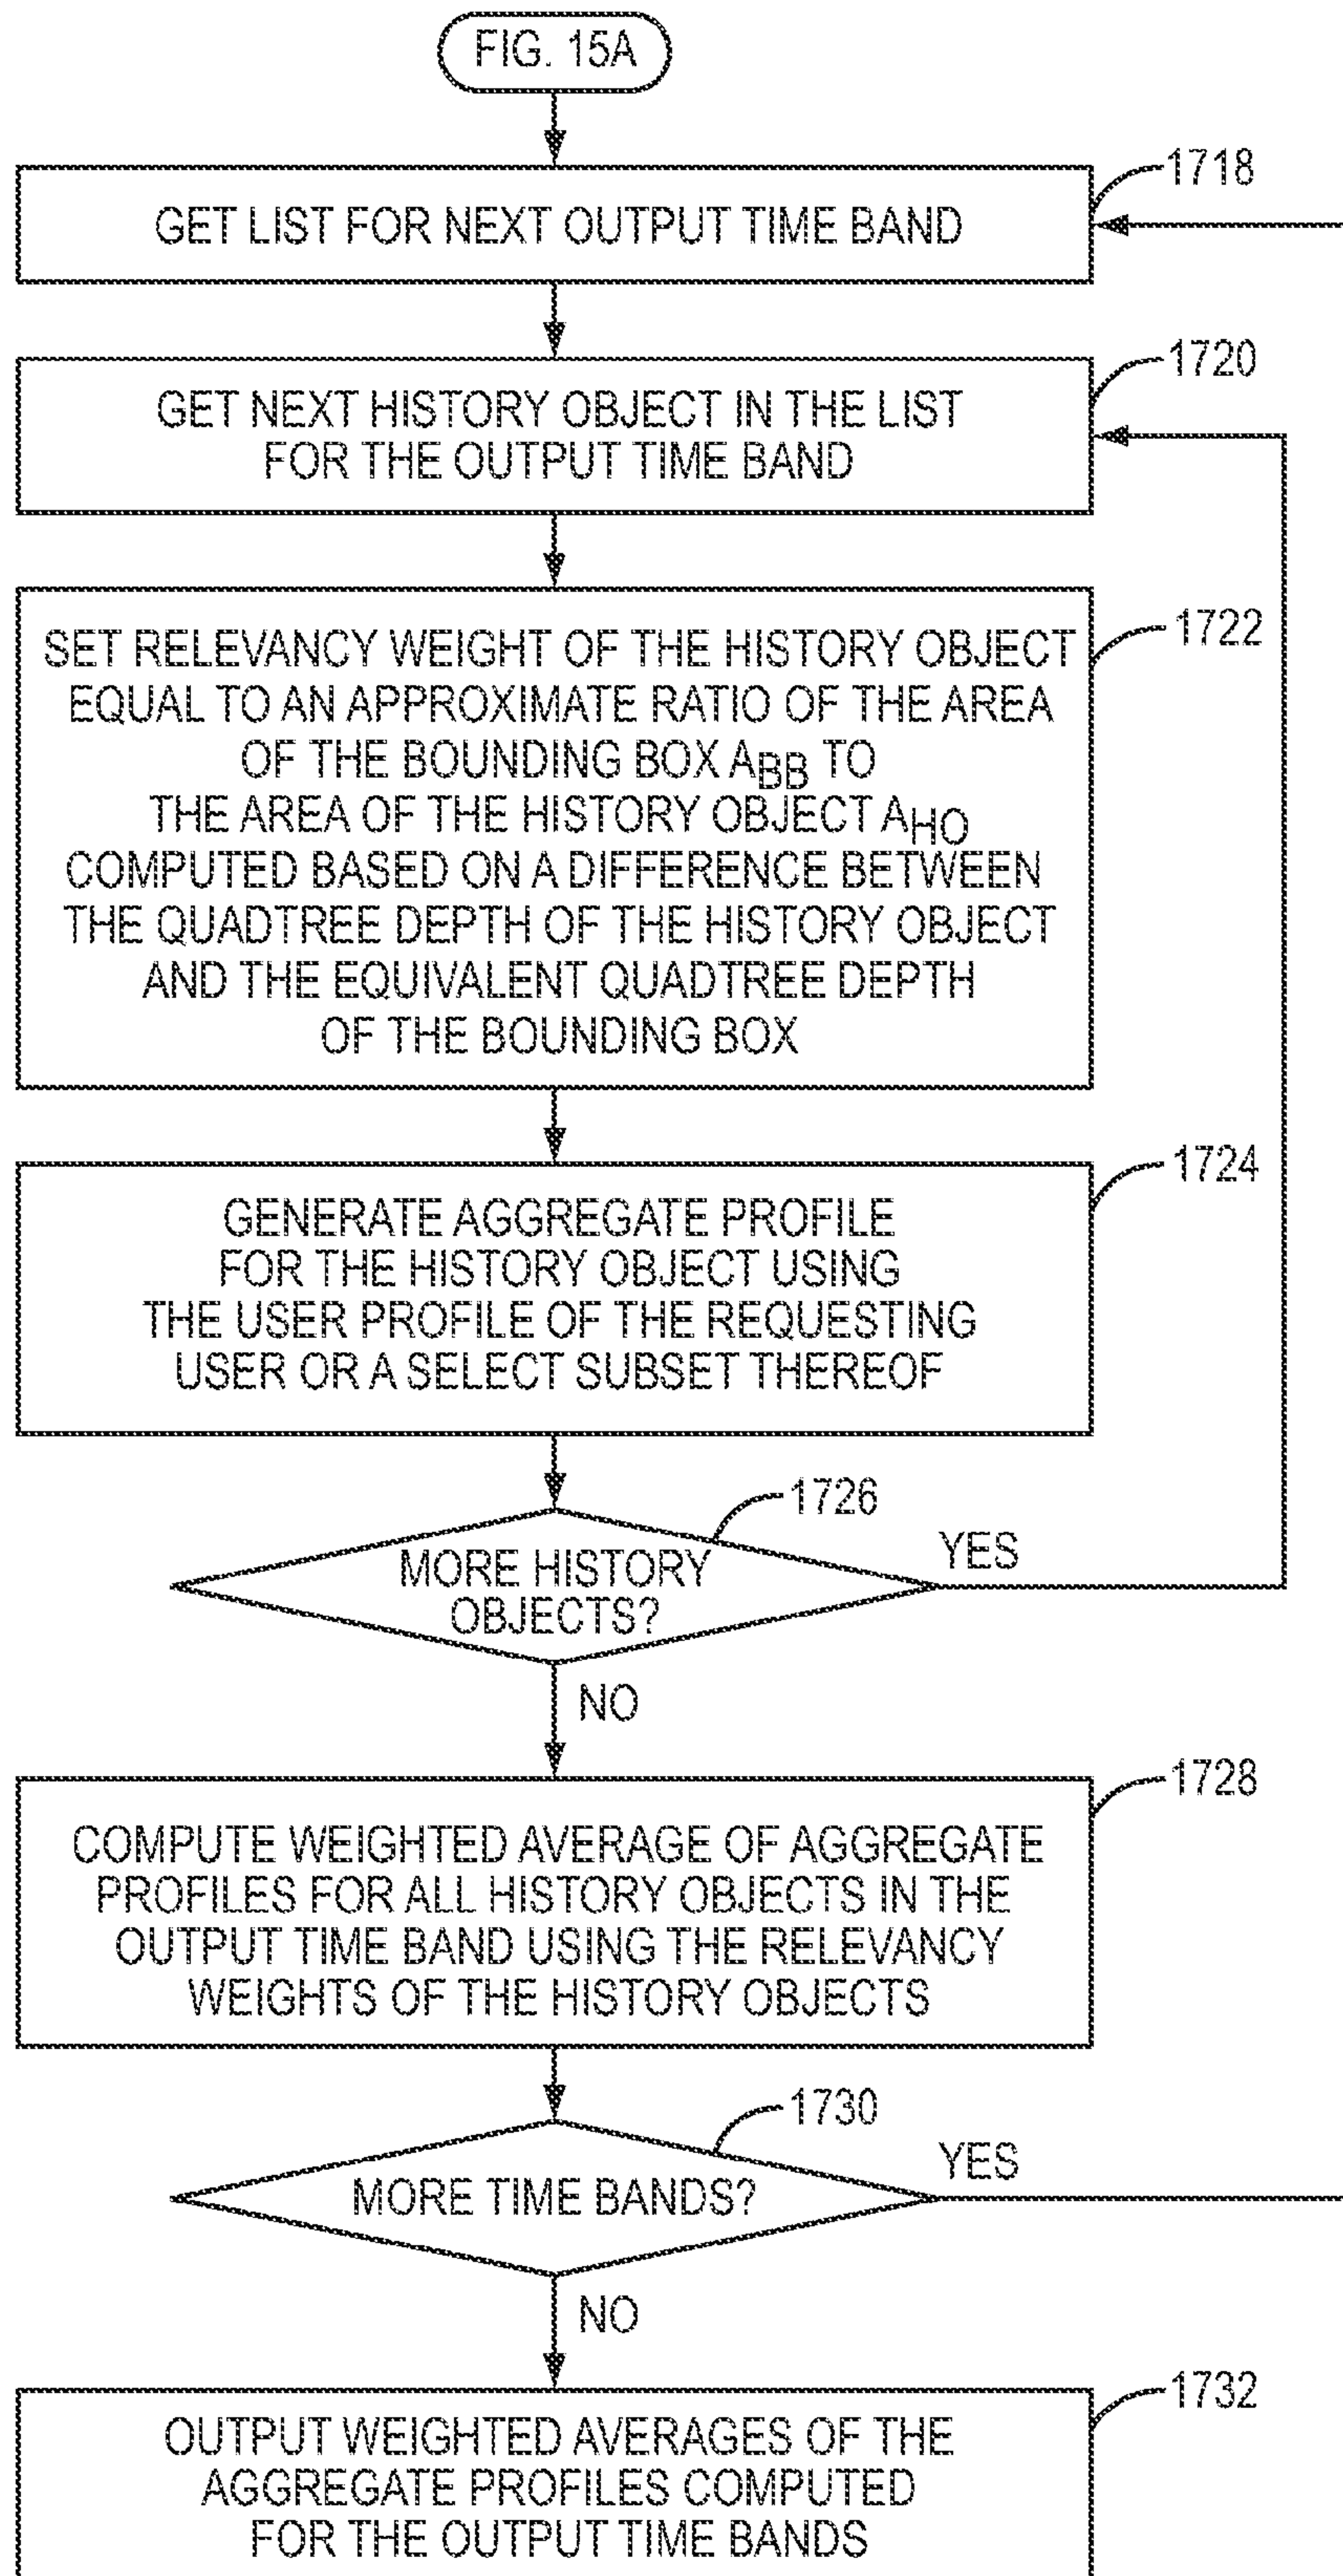 FIG. 15A
1718
GET LIST FOR NEXT OUTPUT TIME BAND
1720
GET NEXT HISTORY OBJECT IN THE LIST
FOR THE OUTPUT TIME BAND
1722
SET RELEVANCY WEIGHT OF THE HISTORY OBJECT
EQUAL TO AN APPROXIMATE RATIO OF THE AREA
OF THE BOUNDING BOX ABB TO
THE AREA OF THE HISTORY OBJECT AHO
COMPUTED BASED ON A DIFFERENCE BETWEEN
THE QUADTREE DEPTH OF THE HISTORY OBJECT
AND THE EQUIVALENT QUADTREE DEPTH
OF THE BOUNDING BOX
1724
GENERATE AGGREGATE PROFILE
FOR THE HISTORY OBJECT USING
THE USER PROFILE OF THE REQUESTING
USER OR A SELECT SUBSET THEREOF
1726
MORE HISTORY
OBJECTS?
YES
NO
1728
COMPUTE WEIGHTED AVERAGE OF AGGREGATE
PROFILES FOR ALL HISTORY OBJECTS IN THE
OUTPUT TIME BAND USING THE RELEVANCY
WEIGHTS OF THE HISTORY OBJECTS
1730
MORE TIME BANDS?
YES
NO
1732
OUTPUT WEIGHTED AVERAGES OF THE
AGGREGATE PROFILES COMPUTED
FOR THE OUTPUT TIME BANDS